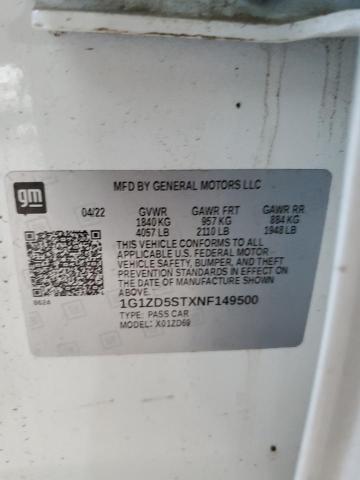 gm
MFD BY GENERAL MOTORS LLC
04/22 GVWR GAWR FRT GAWR RR
1840 KG 957 KG 884 KG
4057 LB 2110 LB 1948 LB
THIS VEHICLE CONFORMS TO ALL
APPLICABLE U.S. FEDERAL MOTOR
VEHICLE SAFETY, BUMPER, AND THEFT
PREVENTION STANDARDS IN EFFECT ON
THE DATE OF MANUFACTURE SHOWN ABOVE.
1G1ZD5STXNF149500
TYPE: PASS CAR
MODEL: X01ZD69